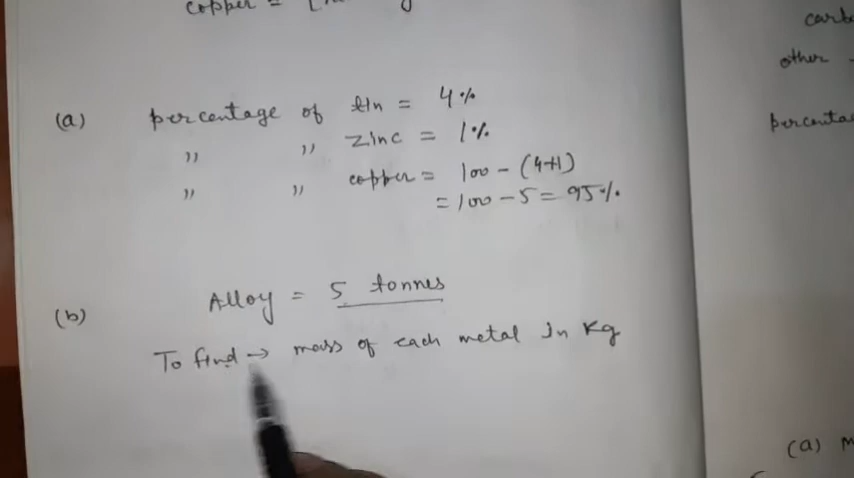 copper =
(a) percentage of tin = 4%
" " zinc = 1%
" " copper = 100 - (4+1)
= 100 - 5 = 95%
(b) Alloy = 5 tonnes
To find → mass of each metal in Kg
other
(a)